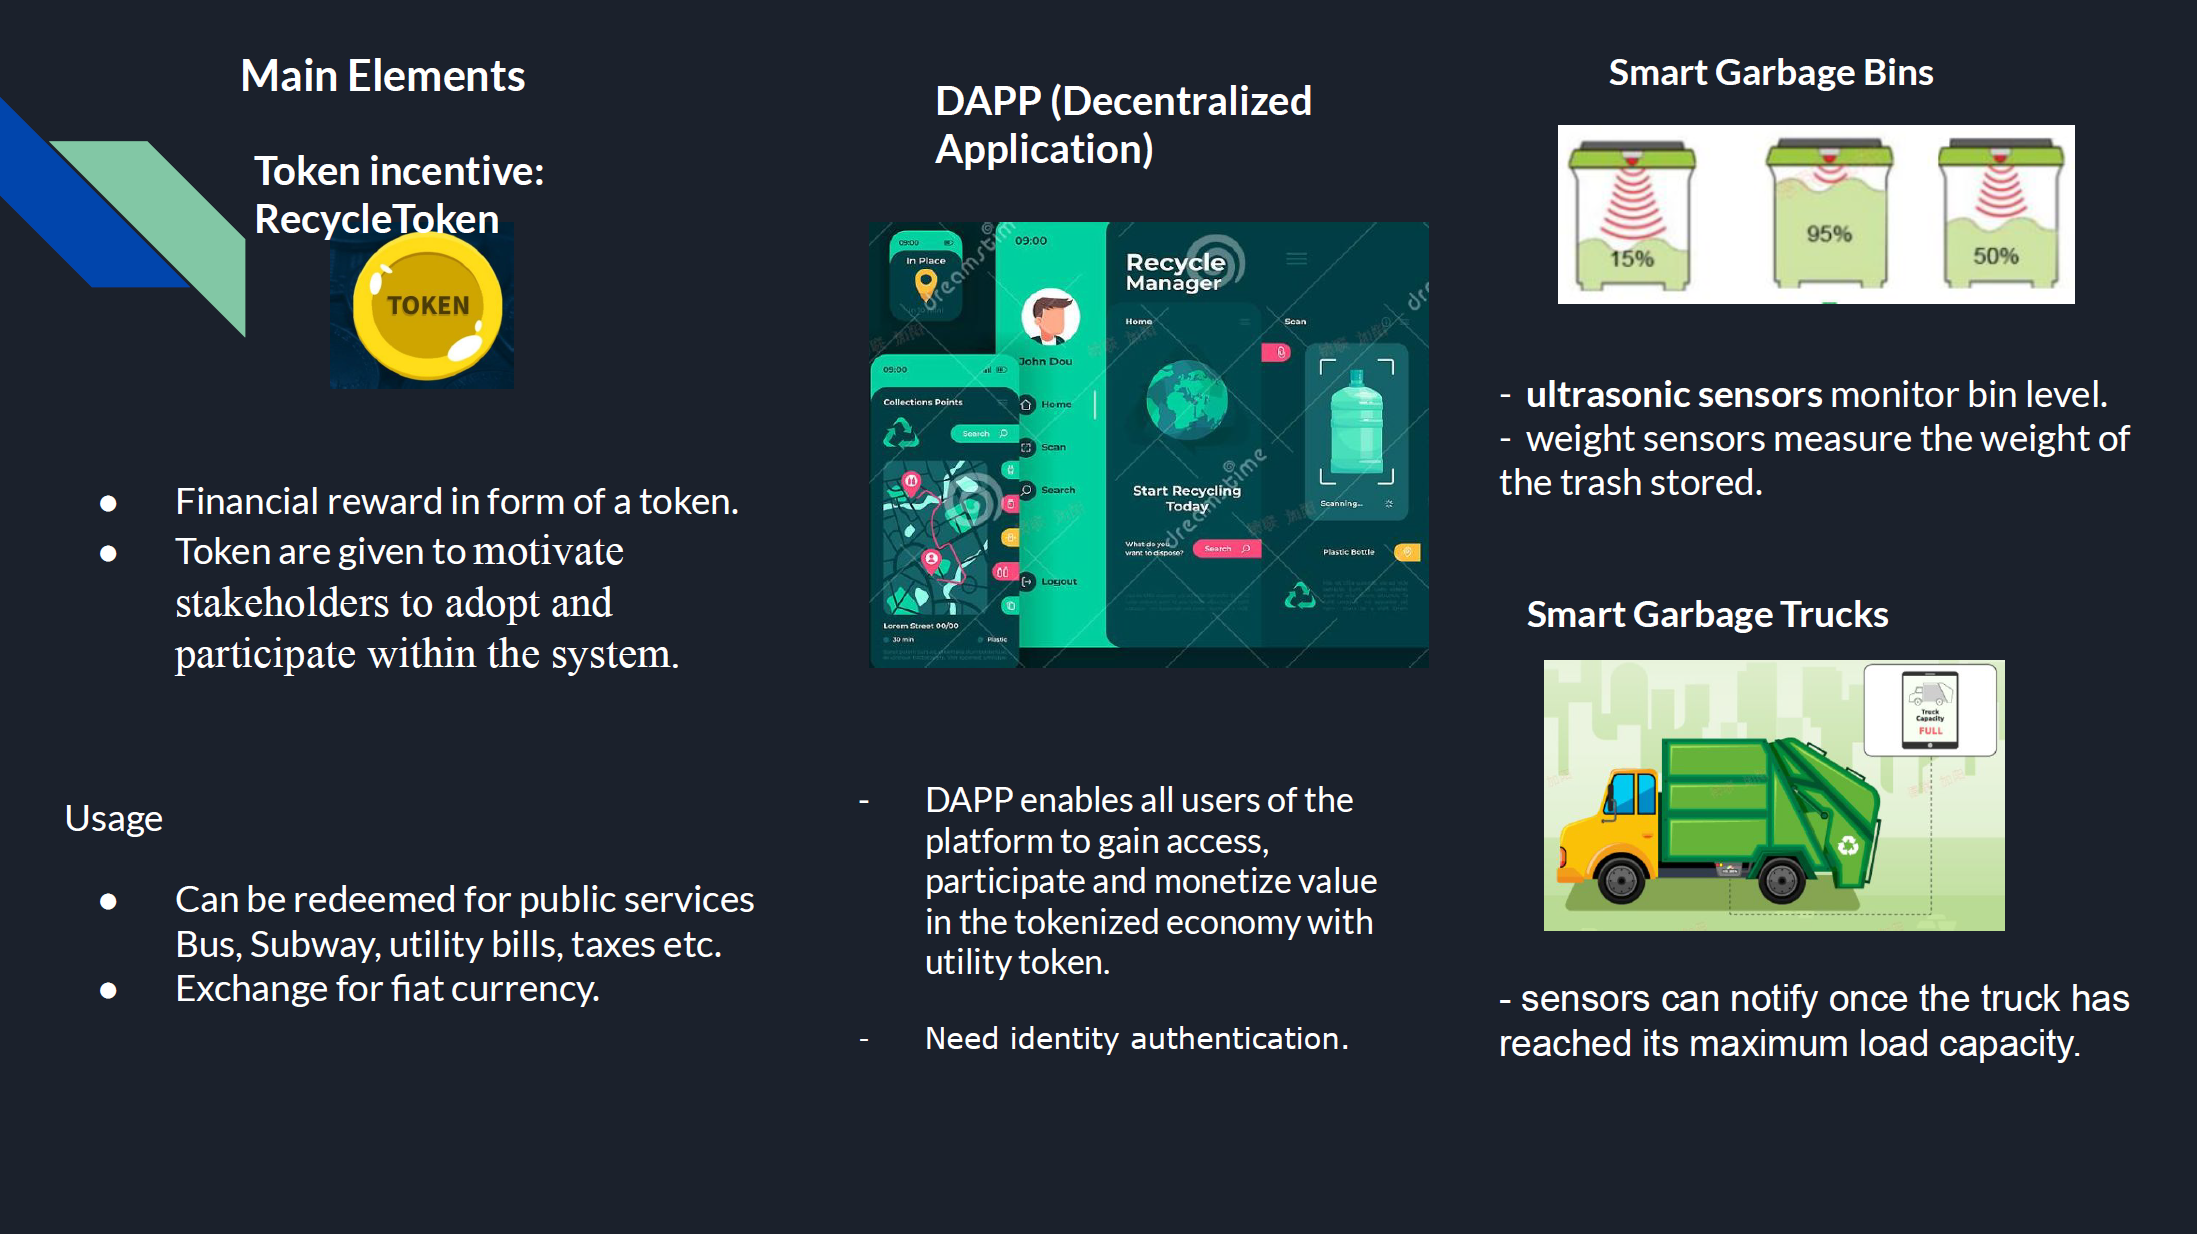 Main Elements
Token incentive:
RecycleToken
TOKEN
● Financial reward in form of a token.
● Token are given to motivate
stakeholders to adopt and
participate within the system.
Usage
● Can be redeemed for public services
Bus, Subway, utility bills, taxes etc.
● Exchange for fiat currency.
DAPP (Decentralized
Application)
09:00
In Place
09:00
John Dou
Home
Scan
Search
Logout
09:00
Collections Points
Search
Lorem Street 00/00
30 min
Plastic
Recycle
Manager
Home
Start Recycling
Today
What do you
want to dispose?
Search
Scan
Scanning...
Plastic Bottle
dreamstime
dreamstime
- DAPP enables all users of the
platform to gain access,
participate and monetize value
in the tokenized economy with
utility token.
- Need identity authentication.
Smart Garbage Bins
15%
95%
50%
- ultrasonic sensors monitor bin level.
- weight sensors measure the weight of
the trash stored.
Smart Garbage Trucks
Truck
Capacity
FULL
- sensors can notify once the truck has
reached its maximum load capacity.